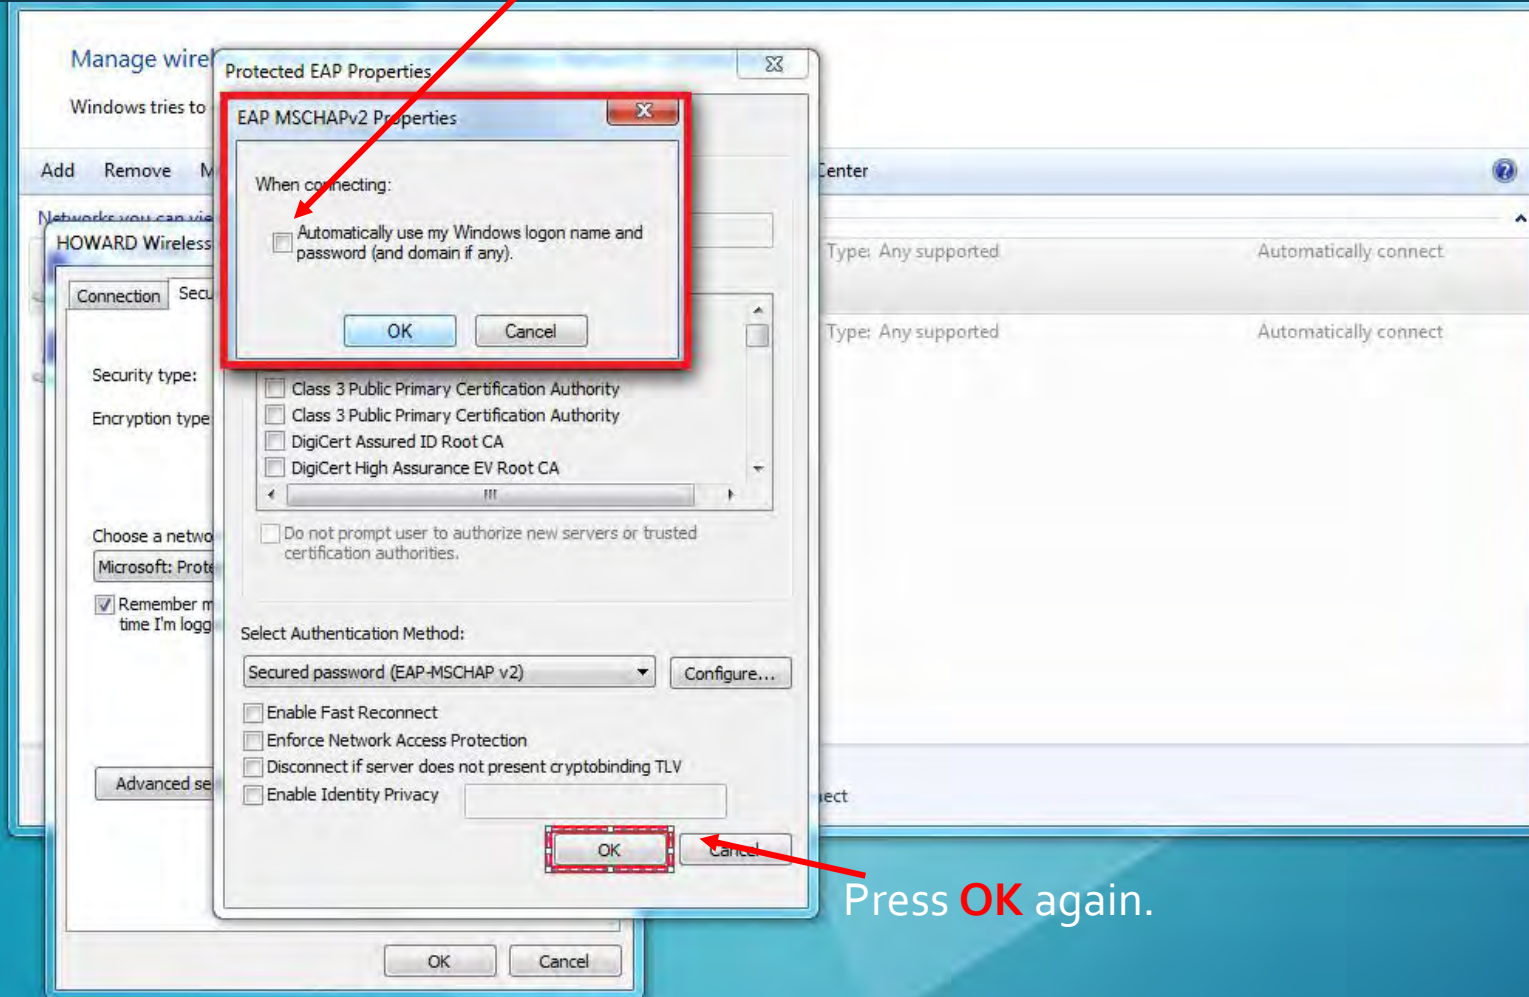 Manage wirel
Windows tries to
Add Remove M
Center
Networks you can vie
Type: Any supported Automatically connect
Type: Any supported Automatically connect
HOWARD Wireless
Connection Secu
Security type:
Encryption type
Choose a netwo
Microsoft: Prote
Remember m
time I'm logg
Advanced se
OK Cancel
Protected EAP Properties
EAP MSCHAPv2 Properties
When connecting:
Automatically use my Windows logon name and
password (and domain if any).
OK Cancel
Class 3 Public Primary Certification Authority
Class 3 Public Primary Certification Authority
DigiCert Assured ID Root CA
DigiCert High Assurance EV Root CA
Do not prompt user to authorize new servers or trusted
certification authorities.
Select Authentication Method:
Secured password (EAP-MSCHAP v2) Configure...
Enable Fast Reconnect
Enforce Network Access Protection
Disconnect if server does not present cryptobinding TLV
Enable Identity Privacy
OK Cancel
Press OK again.